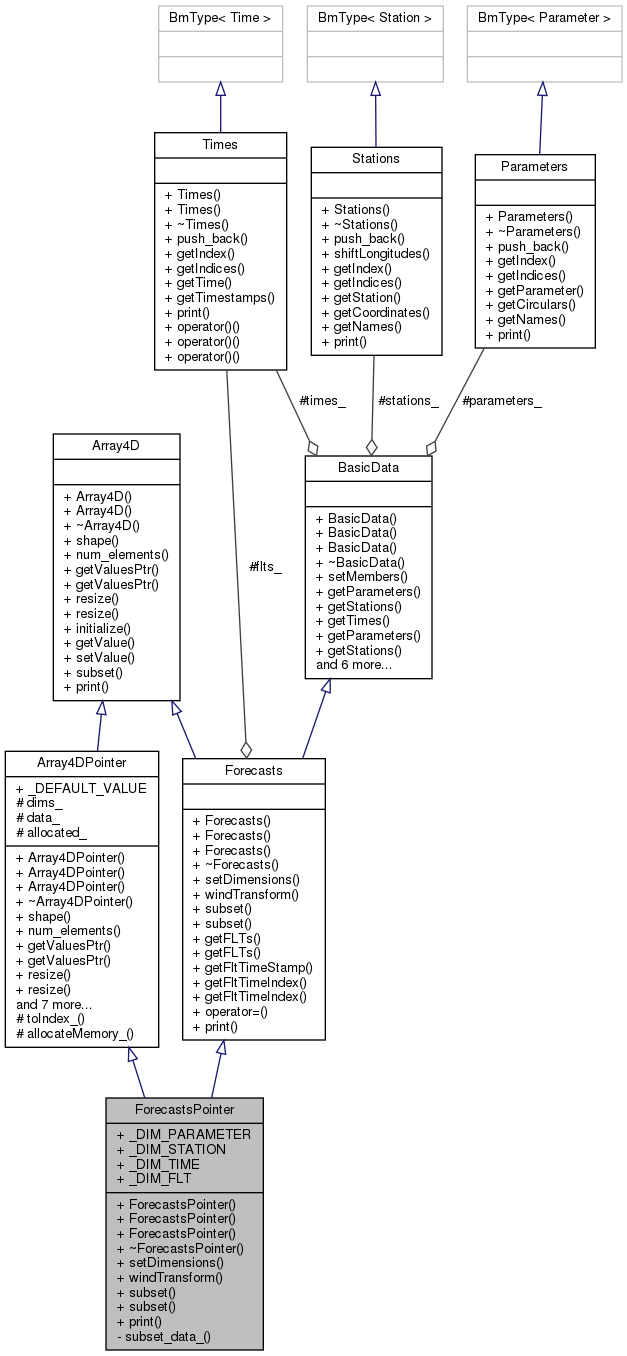 BmType< Time >
BmType< Station >
BmType< Parameter >
Times
+ Times()
+ Times()
+ ~Times()
+ push_back()
+ getIndex()
+ getIndices()
+ getTime()
+ getTimestamps()
+ print()
+ operator()()
+ operator()()
+ operator()()
Stations
+ Stations()
+ ~Stations()
+ push_back()
+ shiftLongitudes()
+ getIndex()
+ getIndices()
+ getStation()
+ getCoordinates()
+ getNames()
+ print()
Parameters
+ Parameters()
+ ~Parameters()
+ push_back()
+ getIndex()
+ getIndices()
+ getParameter()
+ getCirculars()
+ getNames()
+ print()
#times_
#stations_
#parameters_
Array4D
+ Array4D()
+ Array4D()
+ ~Array4D()
+ shape()
+ num_elements()
+ getValuesPtr()
+ getValuesPtr()
+ resize()
+ resize()
+ initialize()
+ getValue()
+ setValue()
+ subset()
+ print()
#flts_
BasicData
+ BasicData()
+ BasicData()
+ BasicData()
+ ~BasicData()
+ setMembers()
+ getParameters()
+ getStations()
+ getTimes()
+ getParameters()
+ getStations()
and 6 more...
Array4DPointer
+ _DEFAULT_VALUE
# dims_
# data_
# allocated_
+ Array4DPointer()
+ Array4DPointer()
+ Array4DPointer()
+ ~Array4DPointer()
+ shape()
+ num_elements()
+ getValuesPtr()
+ getValuesPtr()
+ resize()
+ resize()
and 7 more...
# toIndex_()
# allocateMemory_()
Forecasts
+ Forecasts()
+ Forecasts()
+ Forecasts()
+ ~Forecasts()
+ setDimensions()
+ windTransform()
+ subset()
+ subset()
+ getFLTs()
+ getFLTs()
+ getFltTimeStamp()
+ getFltTimeIndex()
+ getFltTimeIndex()
+ operator=()
+ print()
ForecastsPointer
+ _DIM_PARAMETER
+ _DIM_STATION
+ _DIM_TIME
+ _DIM_FLT
+ ForecastsPointer()
+ ForecastsPointer()
+ ForecastsPointer()
+ ~ForecastsPointer()
+ setDimensions()
+ windTransform()
+ subset()
+ subset()
+ print()
- subset_data_()